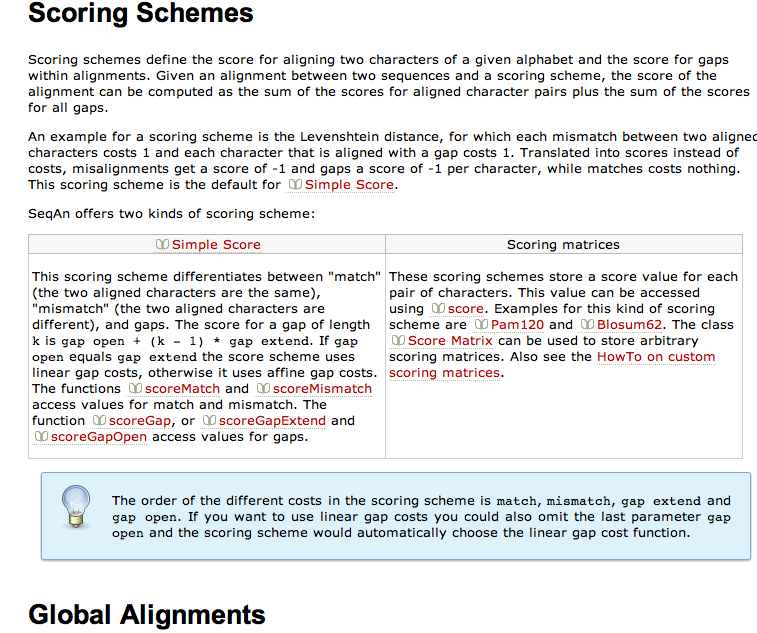 Scoring Schemes
Scoring schemes define the score for aligning two characters of a given alphabet and the score for gaps
within alignments. Given an alignment between two sequences and a scoring scheme, the score of the
alignment can be computed as the sum of the scores for aligned character pairs plus the sum of the scores
for all gaps.
An example for a scoring scheme is the Levenshtein distance, for which each mismatch between two aligned
characters costs 1 and each character that is aligned with a gap costs 1. Translated into scores instead of
costs, misalignments get a score of -1 and gaps a score of -1 per character, while matches costs nothing.
This scoring scheme is the default for Simple Score.
SeqAn offers two kinds of scoring scheme:
Simple Score
This scoring scheme differentiates between "match"
(the two aligned characters are the same),
"mismatch" (the two aligned characters are
different), and gaps. The score for a gap of length
k is gap open + (k - 1) * gap extend. If gap
open equals gap extend the score scheme uses
linear gap costs, otherwise it uses affine gap costs.
The functions scoreMatch and scoreMismatch
access values for match and mismatch. The
function scoreGap, or scoreGapExtend and
scoreGapOpen access values for gaps.
Scoring matrices
These scoring schemes store a score value for each
pair of characters. This value can be accessed
using score. Examples for this kind of scoring
scheme are Pam120 and Blosum62. The class
Score Matrix can be used to store arbitrary
scoring matrices. Also see the HowTo on custom
scoring matrices.
The order of the different costs in the scoring scheme is match, mismatch, gap extend and
gap open. If you want to use linear gap costs you could also omit the last parameter gap
open and the scoring scheme would automatically choose the linear gap cost function.
Global Alignments